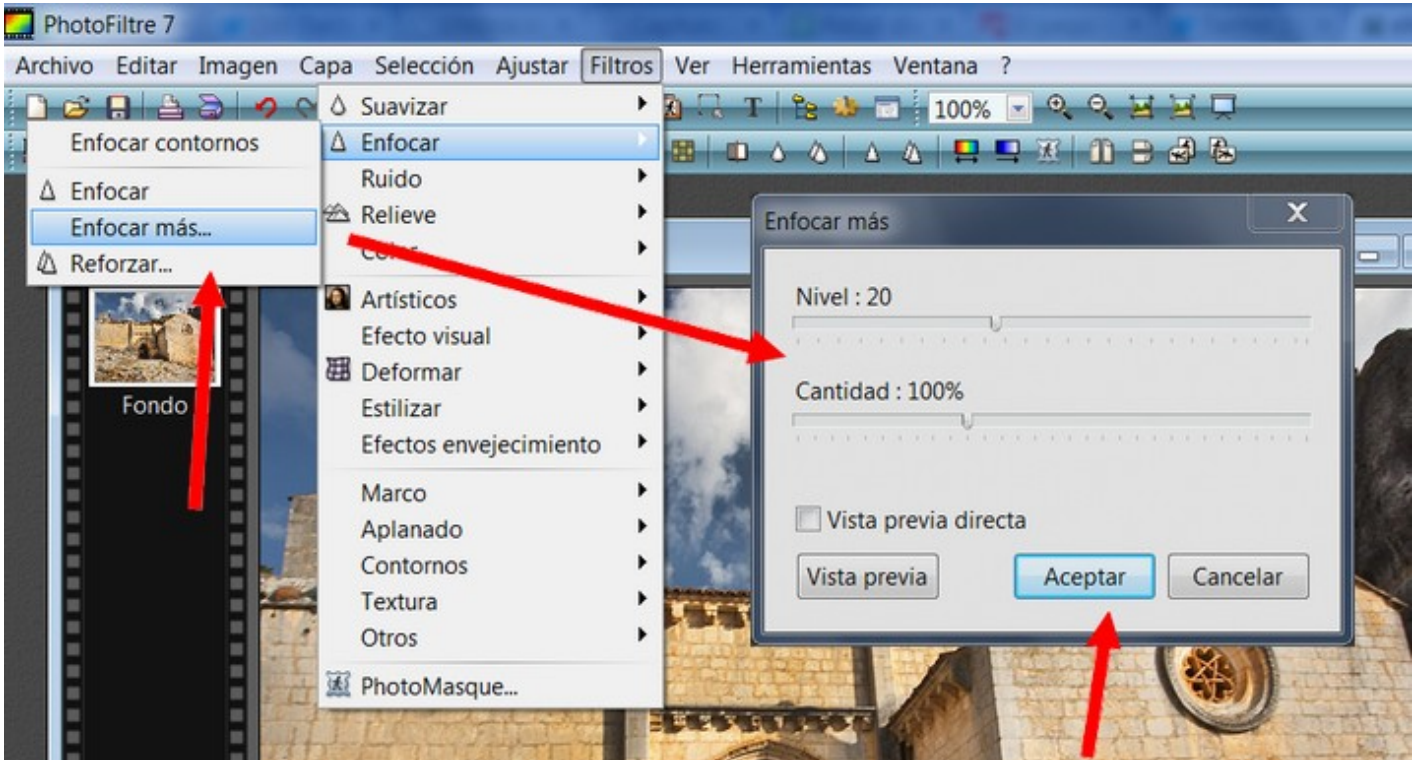 PhotoFiltre 7
Archivo Editar Imagen Capa Selección Ajustar Filtros Ver Herramientas Ventana ?
T 100%
Suavizar
Enfocar
Ruido
Relieve
Color
Artísticos
Efecto visual
Deformar
Estilizar
Efectos envejecimiento
Marco
Aplanado
Contornos
Textura
Otros
PhotoMasque...
Enfocar contornos
Enfocar
Enfocar más...
Reforzar...
Fondo
Enfocar más
Nivel : 20
Cantidad : 100%
Vista previa directa
Vista previa Aceptar Cancelar